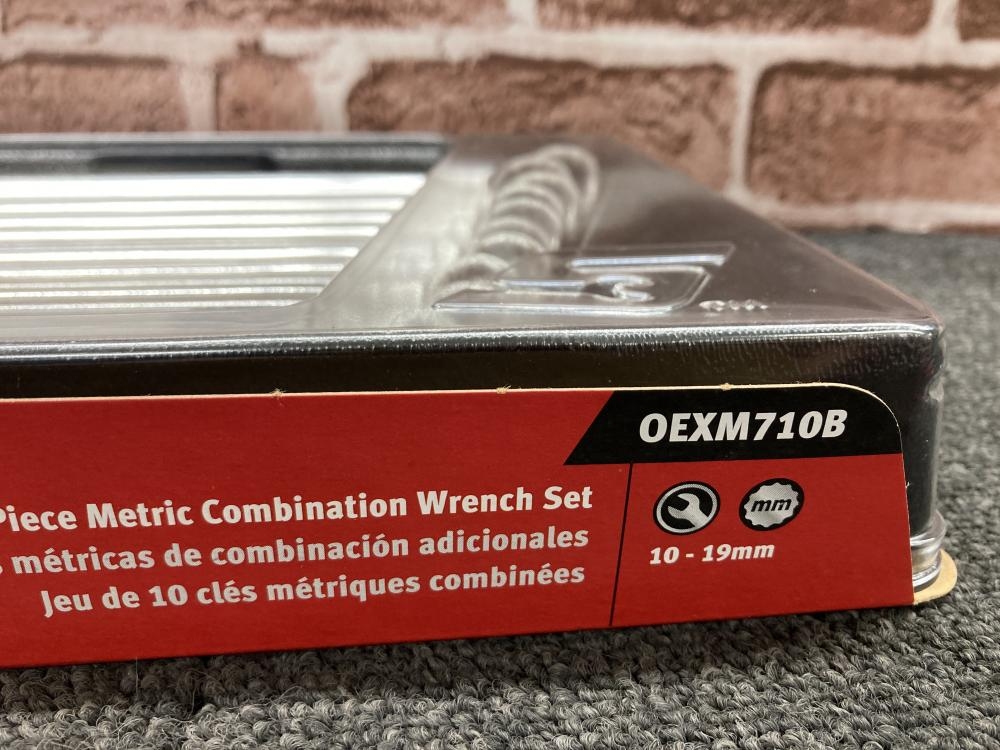 OEXM710B
Piece Metric Combination Wrench Set
métricas de combinación adicionales
Jeu de 10 clés métriques combinées
mm
10 - 19mm